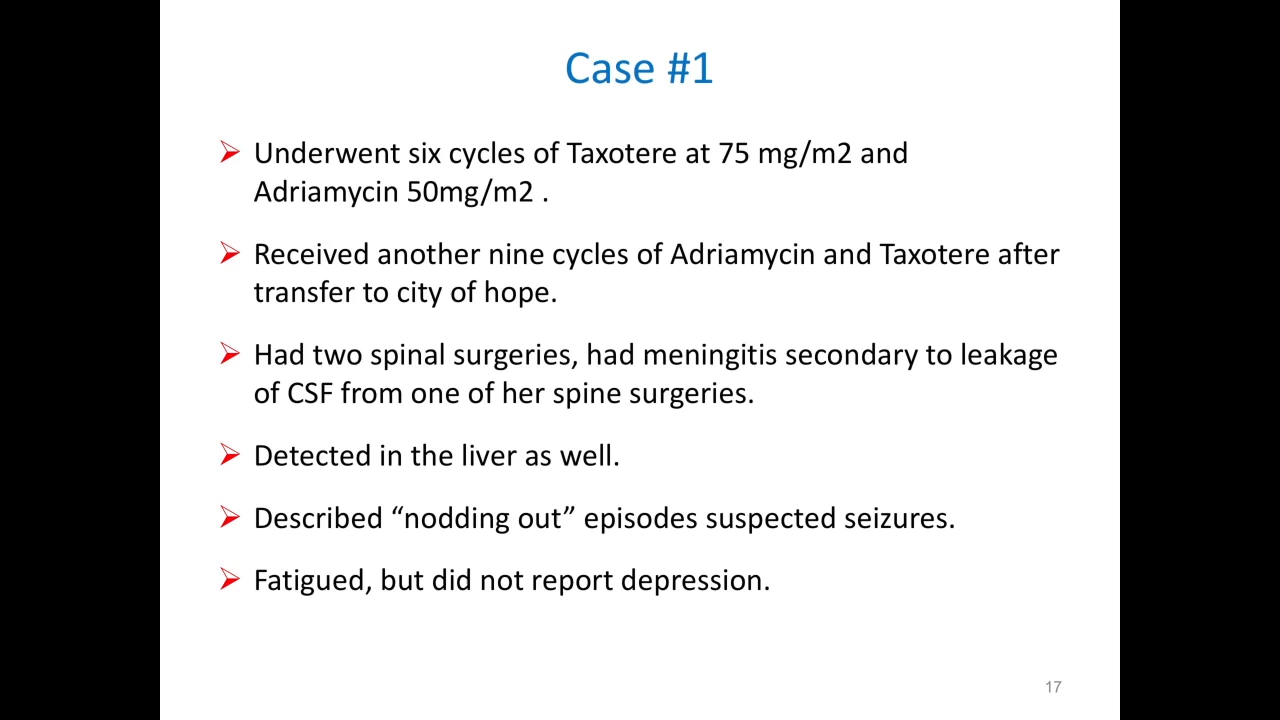 Case #1
Underwent six cycles of Taxotere at 75 mg/m2 and
Adriamycin 50mg/m2 .
Received another nine cycles of Adriamycin and Taxotere after
transfer to city of hope.
Had two spinal surgeries, had meningitis secondary to leakage
of CSF from one of her spine surgeries.
Detected in the liver as well.
Described “nodding out” episodes suspected seizures.
Fatigued, but did not report depression.
17